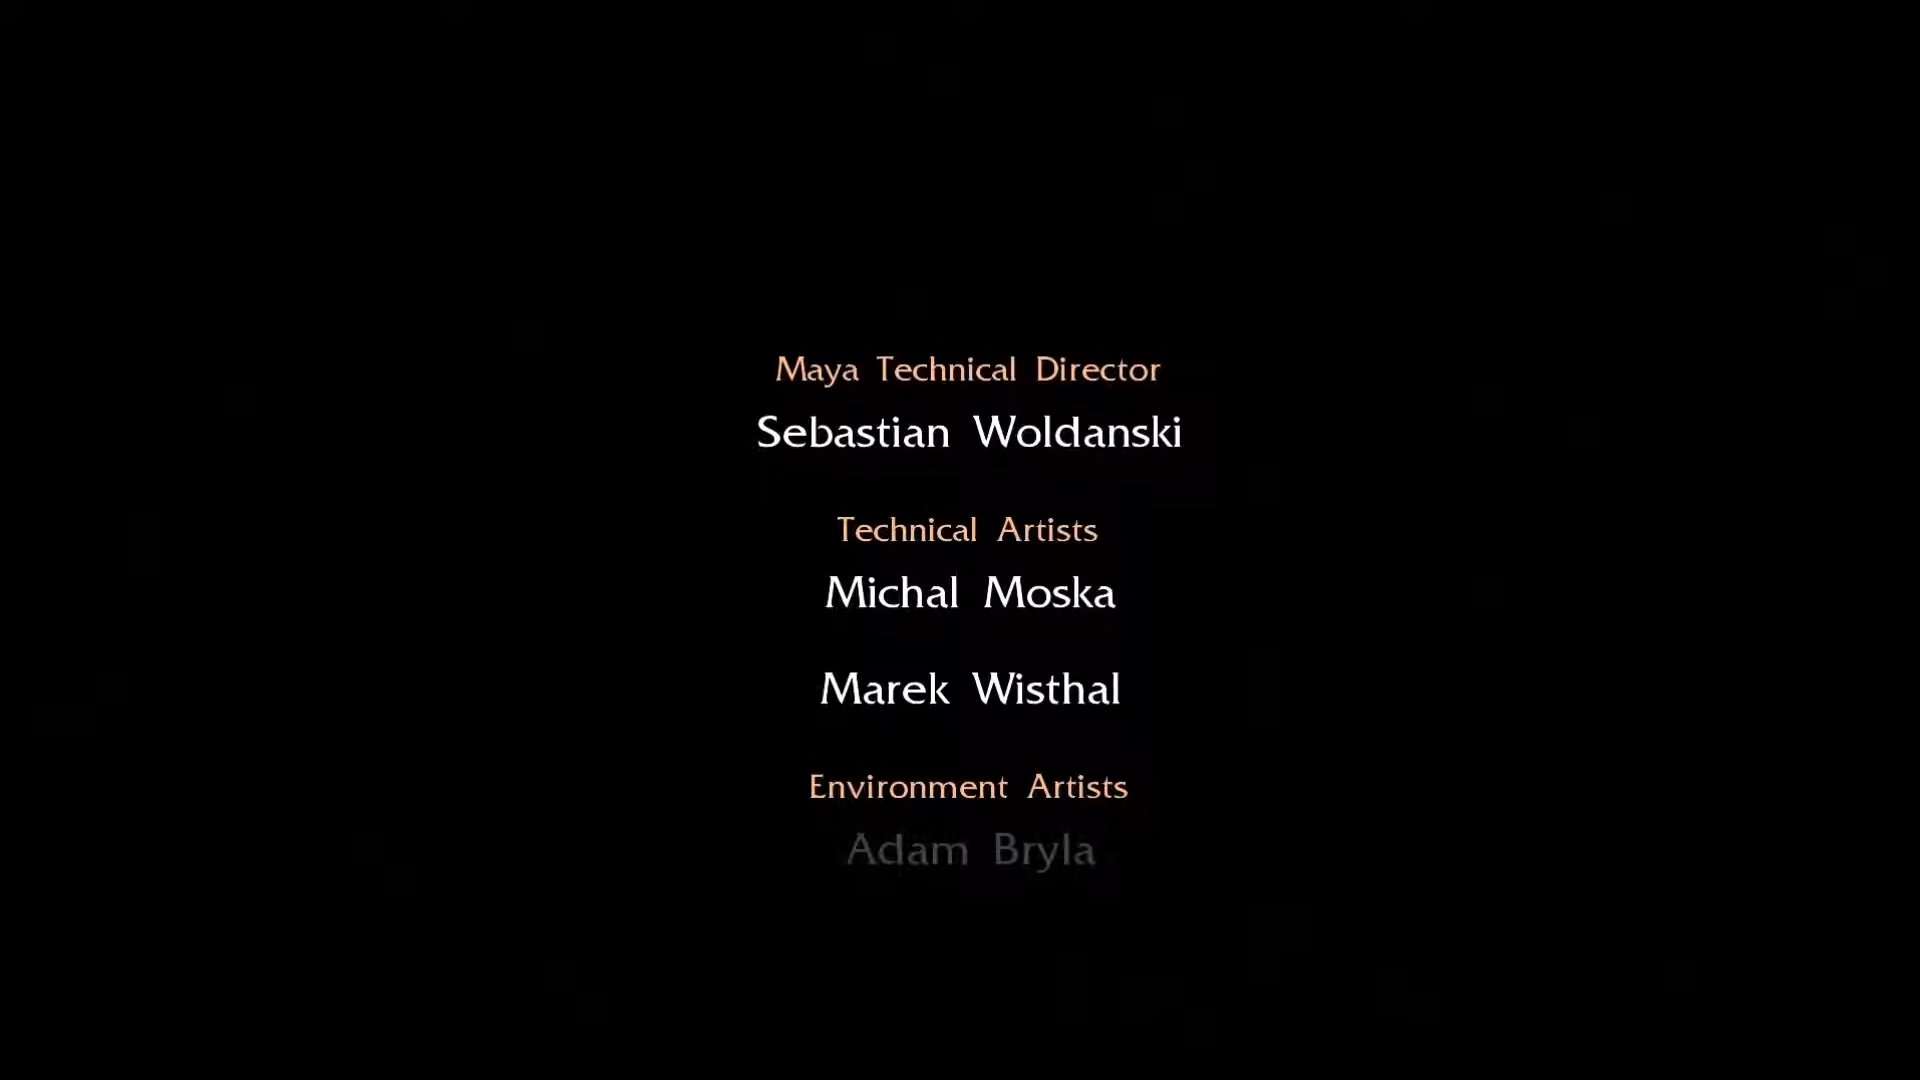 Maya Technical Director
Sebastian Woldanski
Technical Artists
Michal Moska
Marek Wisthal
Environment Artists
Adam Bryla